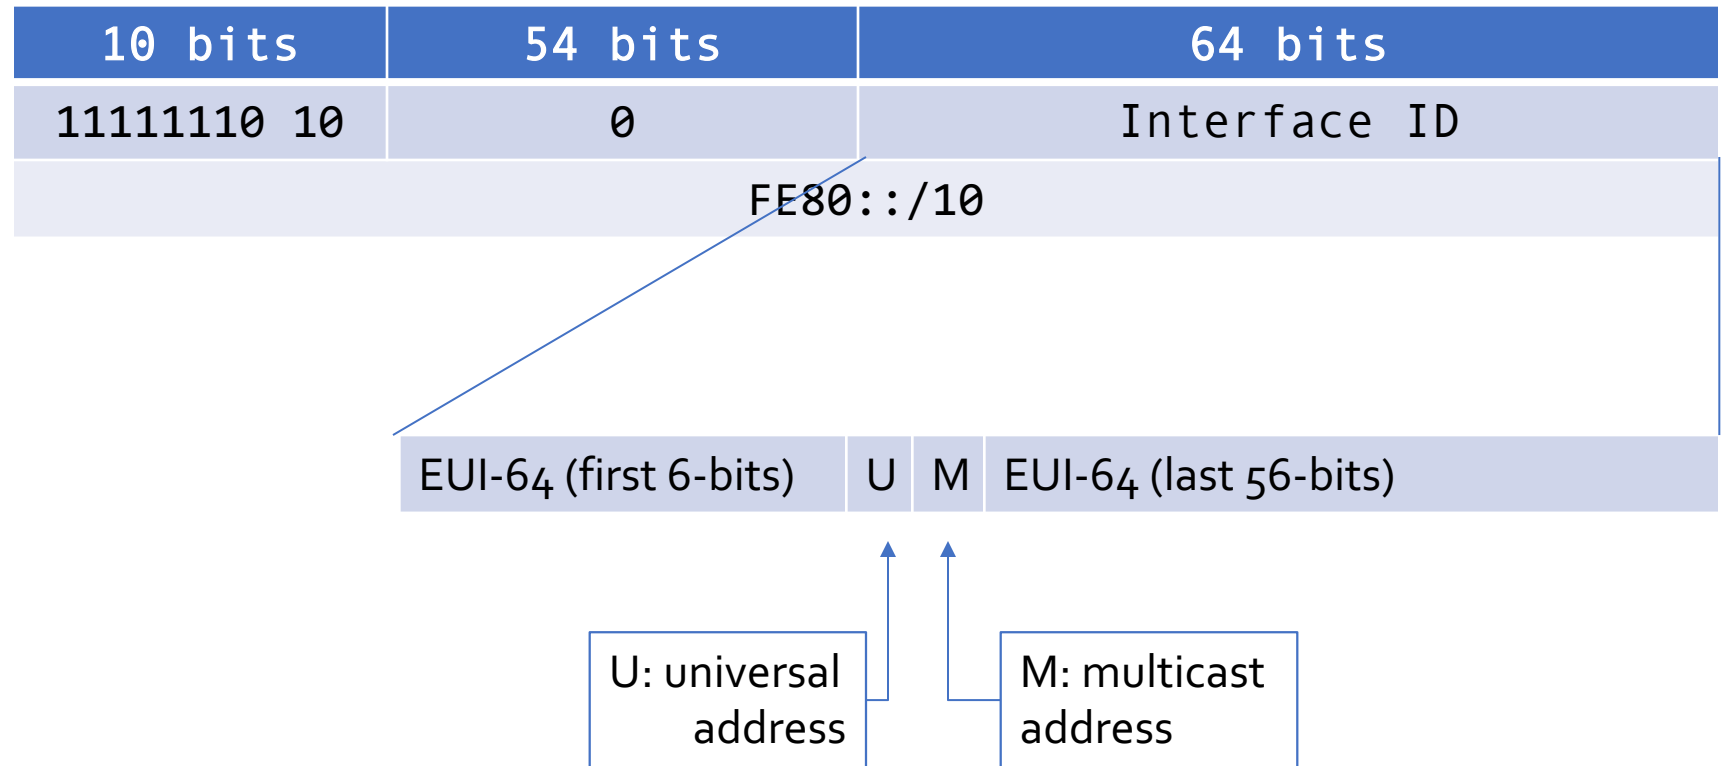 10 bits 54 bits 64 bits
11111110 10 0 Interface ID
FE80::/10
EUI-64 (first 6-bits) U M EUI-64 (last 56-bits)
U: universal
address
M: multicast
address